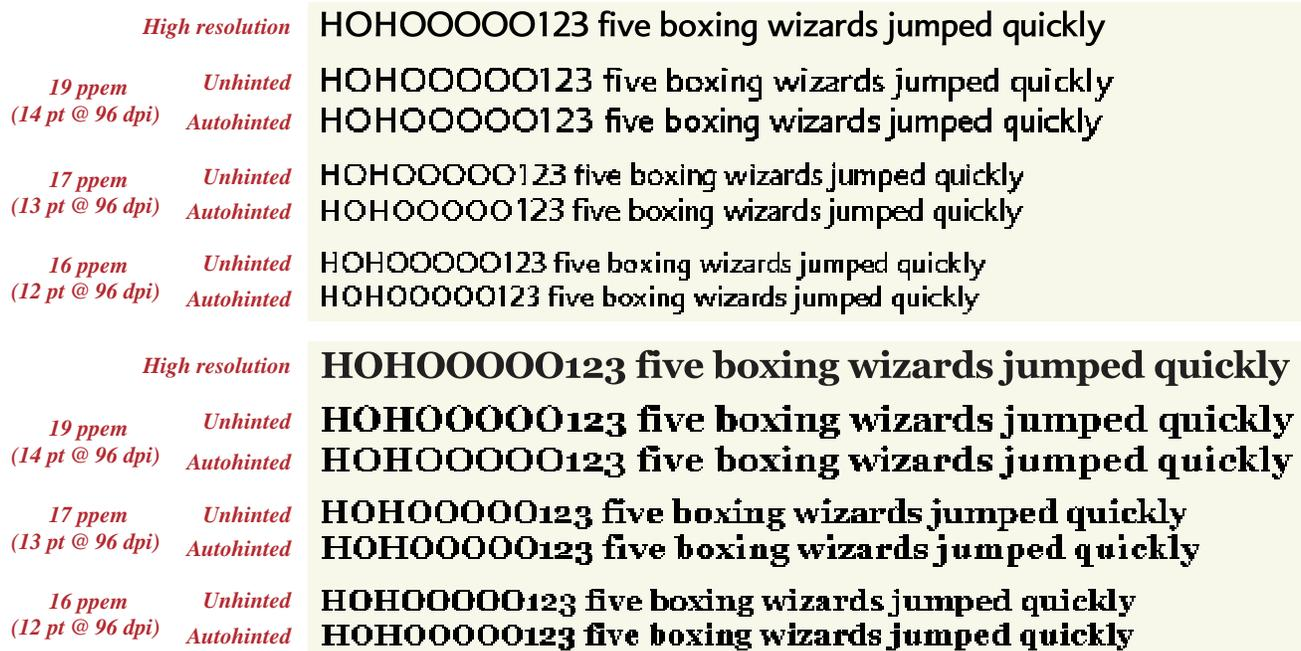 High resolution HOHOOOOO123 five boxing wizards jumped quickly
19 ppem
(14 pt @ 96 dpi)
Unhinted HOHOOOOO123 five boxing wizards jumped quickly
Autohinted HOHOOOOO123 five boxing wizards jumped quickly
17 ppem
(13 pt @ 96 dpi)
Unhinted HOHOOOOO123 five boxing wizards jumped quickly
Autohinted HOHOOOOO123 five boxing wizards jumped quickly
16 ppem
(12 pt @ 96 dpi)
Unhinted HOHOOOOO123 five boxing wizards jumped quickly
Autohinted HOHOOOOO123 five boxing wizards jumped quickly
High resolution HOHOOOOO123 five boxing wizards jumped quickly
19 ppem
(14 pt @ 96 dpi)
Unhinted HOHOOOOO123 five boxing wizards jumped quickly
Autohinted HOHOOOOO123 five boxing wizards jumped quickly
17 ppem
(13 pt @ 96 dpi)
Unhinted HOHOOOOO123 five boxing wizards jumped quickly
Autohinted HOHOOOOO123 five boxing wizards jumped quickly
16 ppem
(12 pt @ 96 dpi)
Unhinted HOHOOOOO123 five boxing wizards jumped quickly
Autohinted HOHOOOOO123 five boxing wizards jumped quickly